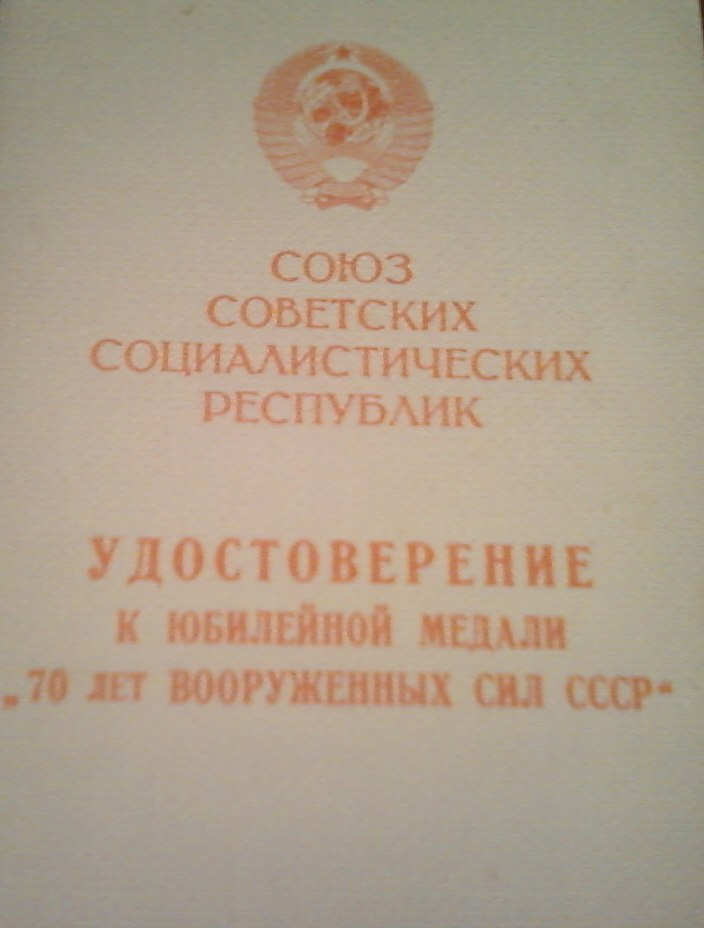 СОЮЗ
СОВЕТСКИХ
СОЦИАЛИСТИЧЕСКИХ
РЕСПУБЛИК
УДОСТОВЕРЕНИЕ
К ЮБИЛЕЙНОЙ МЕДАЛИ
„70 ЛЕТ ВООРУЖЕННЫХ СИЛ СССР“